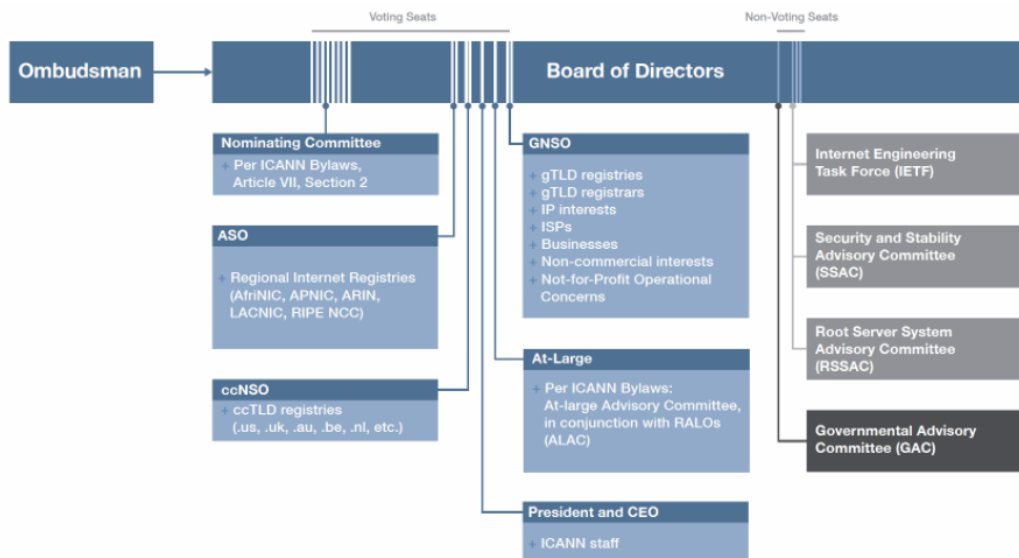 Voting Seats
Non-Voting Seats
Ombudsman
Board of Directors
Nominating Committee
+ Per ICANN Bylaws,
Article VII, Section 2
ASO
+ Regional Internet Registries
(AfriNIC, APNIC, ARIN,
LACNIC, RIPE NCC)
ccNSO
+ ccTLD registries
(.us, .uk, .au, .be, .nl, etc.)
GNSO
+ gTLD registries
+ gTLD registrars
+ IP interests
+ ISPs
+ Businesses
+ Non-commercial interests
+ Not-for-Profit Operational
Concerns
At-Large
+ Per ICANN Bylaws:
At-large Advisory Committee,
in conjunction with RALOs
(ALAC)
President and CEO
+ ICANN staff
Internet Engineering
Task Force (IETF)
Security and Stability
Advisory Committee
(SSAC)
Root Server System
Advisory Committee
(RSSAC)
Governmental Advisory
Committee (GAC)